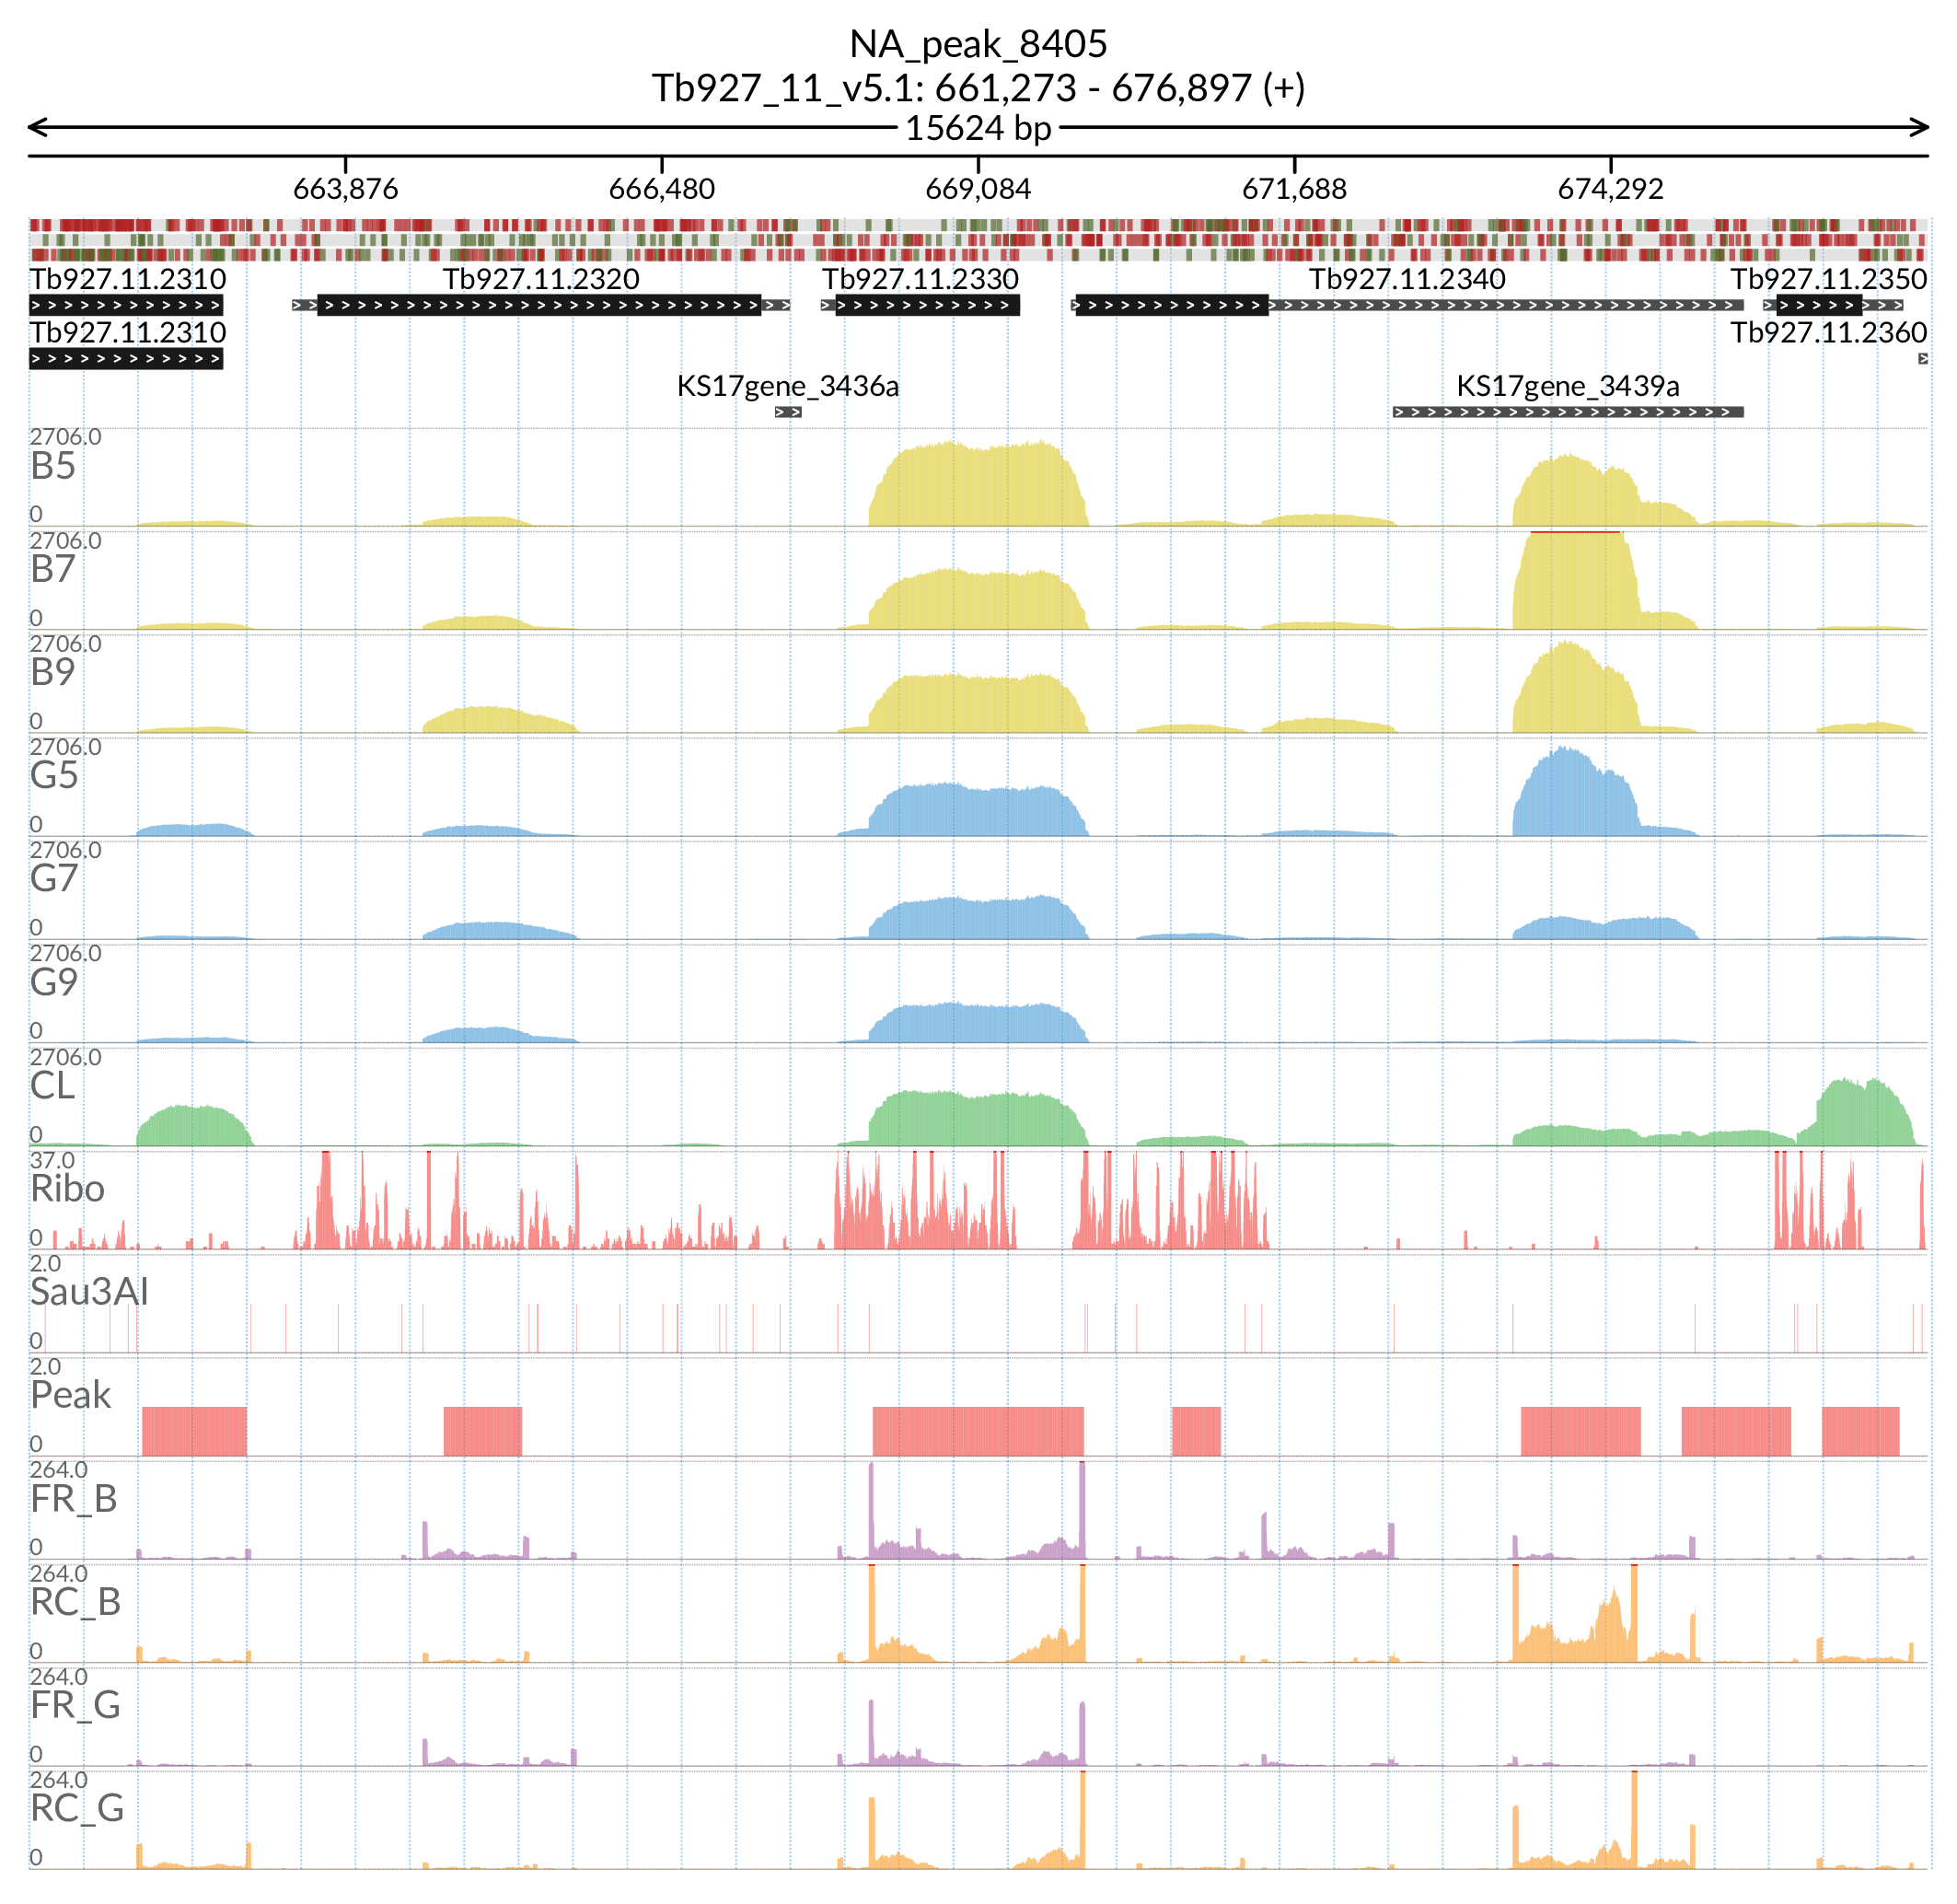 NA_peak_8405
Tb927_11_v5.1: 661,273 - 676,897 (+)
15624 bp
663,876 666,480 669,084 671,688 674,292
Tb927.11.2310 Tb927.11.2320 Tb927.11.2330 Tb927.11.2340 Tb927.11.2350
Tb927.11.2310 Tb927.11.2360
KS17gene_3436a KS17gene_3439a
2706.0
B5
0
2706.0
B7
0
2706.0
B9
0
2706.0
G5
0
2706.0
G7
0
2706.0
G9
0
2706.0
CL
0
37.0
Ribo
0
2.0
Sau3AI
0
2.0
Peak
0
264.0
FR_B
0
264.0
RC_B
0
264.0
FR_G
0
264.0
RC_G
0